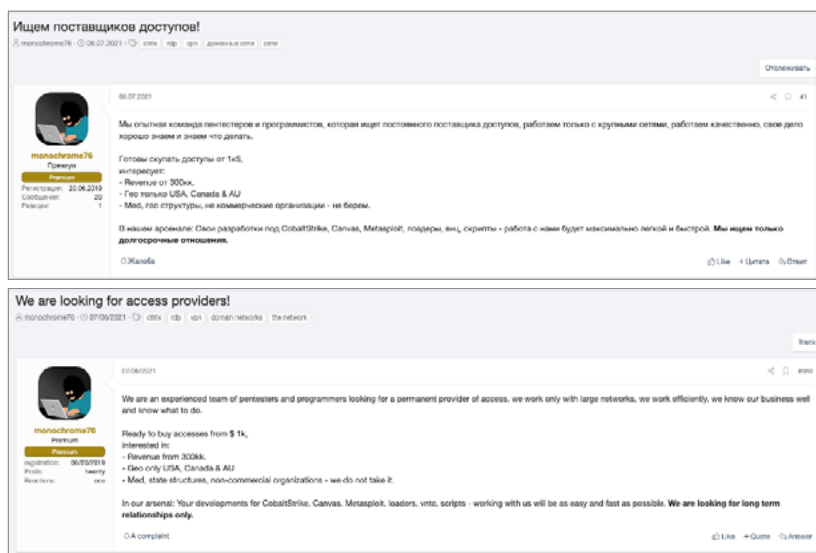 Ищем поставщиков доступов!
monochrome76 · 06.07.2021 · citrix rdp vpn доменные сети сети
Отслеживать
06.07.2021 #1
Мы опытная команда пентестеров и программистов, которая ищет постоянного поставщика доступов, работаем только с крупными сетями, работаем качественно, свое дело
хорошо знаем и знаем что делать.
monochrome76
Премиум
Premium
Регистрация: 20.06.2019
Сообщения: 20
Реакции: 1
Готовы скупать доступы от 1к$,
интересует:
- Revenue от 300кк.
- Гео только USA, Canada & AU
- Мед, гос структуры, не коммерческие организации - не берем.
В нашем арсенале: Свои разработки под CobaltStrike, Canvas, Metasploit, лоадеры, внц, скрипты - работа с нами будет максимально легкой и быстрой. Мы ищем только
долгосрочные отношения.
Жалоба Like + Цитата Ответ
We are looking for access providers!
monochrome76 · 07/06/2021 · citrix rdp vpn domain networks the network
Track
07/06/2021
We are an experienced team of pentesters and programmers looking for a permanent provider of access, we work only with large networks, we work efficiently, we know our business well
and know what to do.
monochrome76
Premium
Premium
registration: 06/20/2019
Posts: twenty
Reactions: one
Ready to buy accesses from $ 1k,
interested in:
- Revenue from 300kk.
- Geo only USA, Canada & AU
- Med, state structures, non-commercial organizations - we do not take it.
In our arsenal: Your developments for CobaltStrike, Canvas, Metasploit, loaders, vnts, scripts - working with us will be as easy and fast as possible. We are looking for long term
relationships only.
A complaint Like + Quote Answer